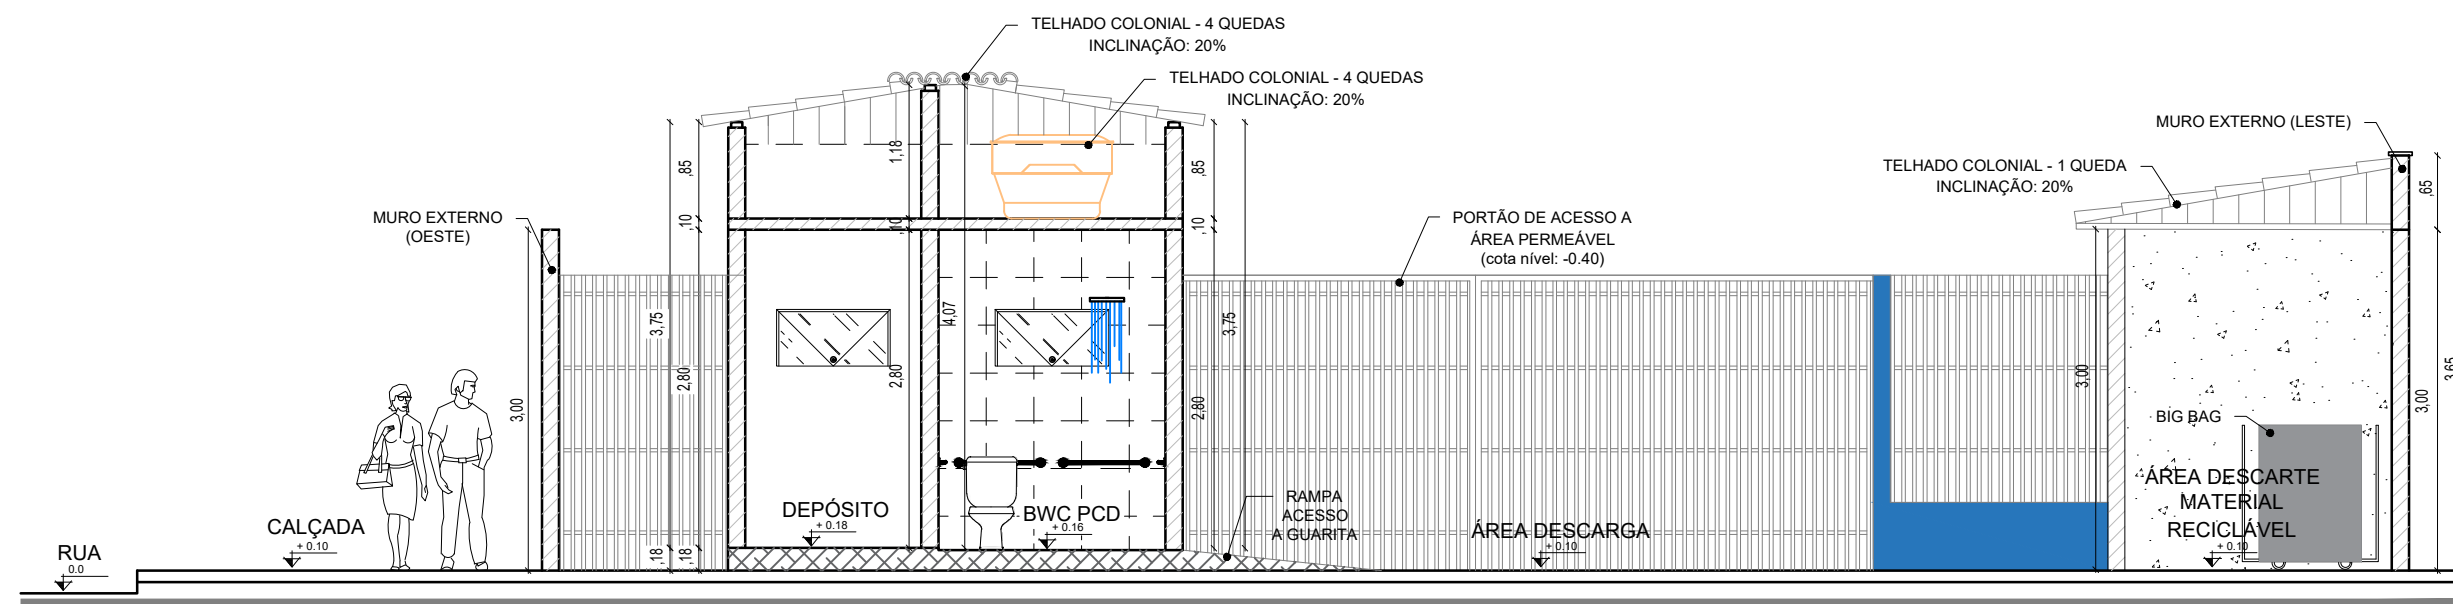 TELHADO COLONIAL - 4 QUEDAS
INCLINAÇÃO: 20%
TELHADO COLONIAL - 4 QUEDAS
INCLINAÇÃO: 20%
MURO EXTERNO (LESTE)
TELHADO COLONIAL - 1 QUEDA
INCLINAÇÃO: 20%
MURO EXTERNO
(OESTE)
PORTÃO DE ACESSO A
ÁREA PERMEÁVEL
(cota nível: -0.40)
,85
1,18
,85
,65
,10
,10
,10
3,75
4,07
3,75
2,80
2,80
2,80
3,00
3,00
3,00
3,65
BIG BAG
ÁREA DESCARTE
MATERIAL
RECICLÁVEL
+ 0.10
RAMPA
ACESSO
A GUARITA
DEPÓSITO
+ 0.18
BWC PCD
+ 0.16
ÁREA DESCARGA
+ 0.10
CALÇADA
+ 0.10
RUA
0.0
,18
,18